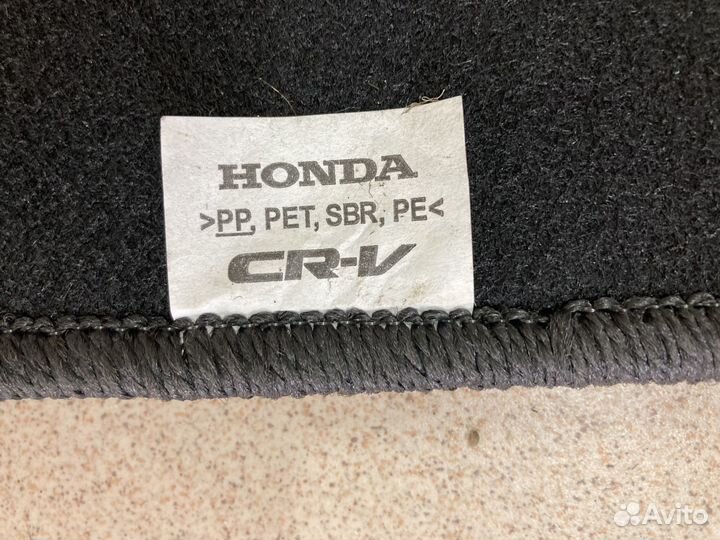 HONDA
>PP, PET, SBR, PE<
CR-V
Avito